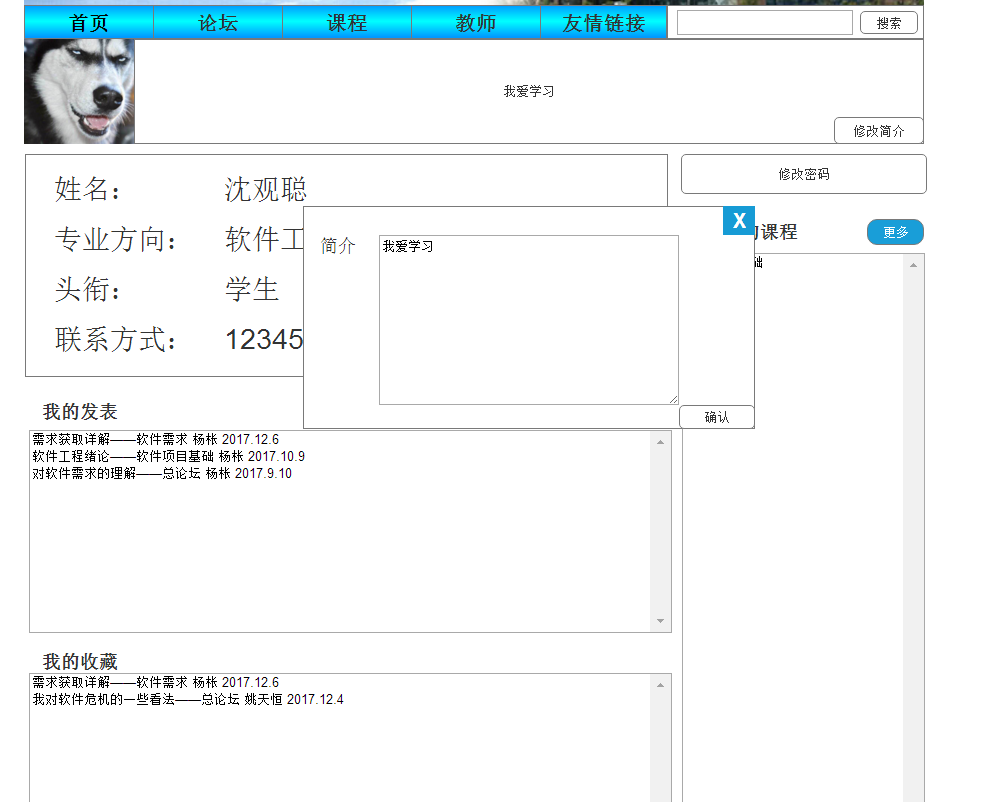 首页 论坛 课程 教师 友情链接 搜索
我爱学习
修改简介
姓名： 沈观聪
专业方向： 软件工
头衔： 学生
联系方式： 12345
修改密码
课程 更多
础
X
简介 我爱学习
确认
我的发表
需求获取详解——软件需求 杨枨 2017.12.6
软件工程绪论——软件项目基础 杨枨 2017.10.9
对软件需求的理解——总论坛 杨枨 2017.9.10
我的收藏
需求获取详解——软件需求 杨枨 2017.12.6
我对软件危机的一些看法——总论坛 姚天恒 2017.12.4